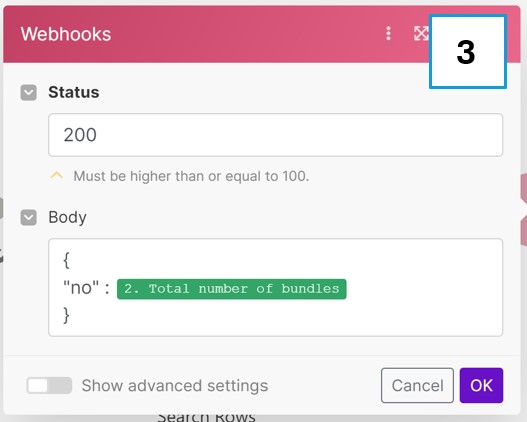 Webhooks
3
Status
200
Must be higher than or equal to 100.
Body
{
"no" : 2. Total number of bundles
}
Show advanced settings
Cancel
OK
Search Rows